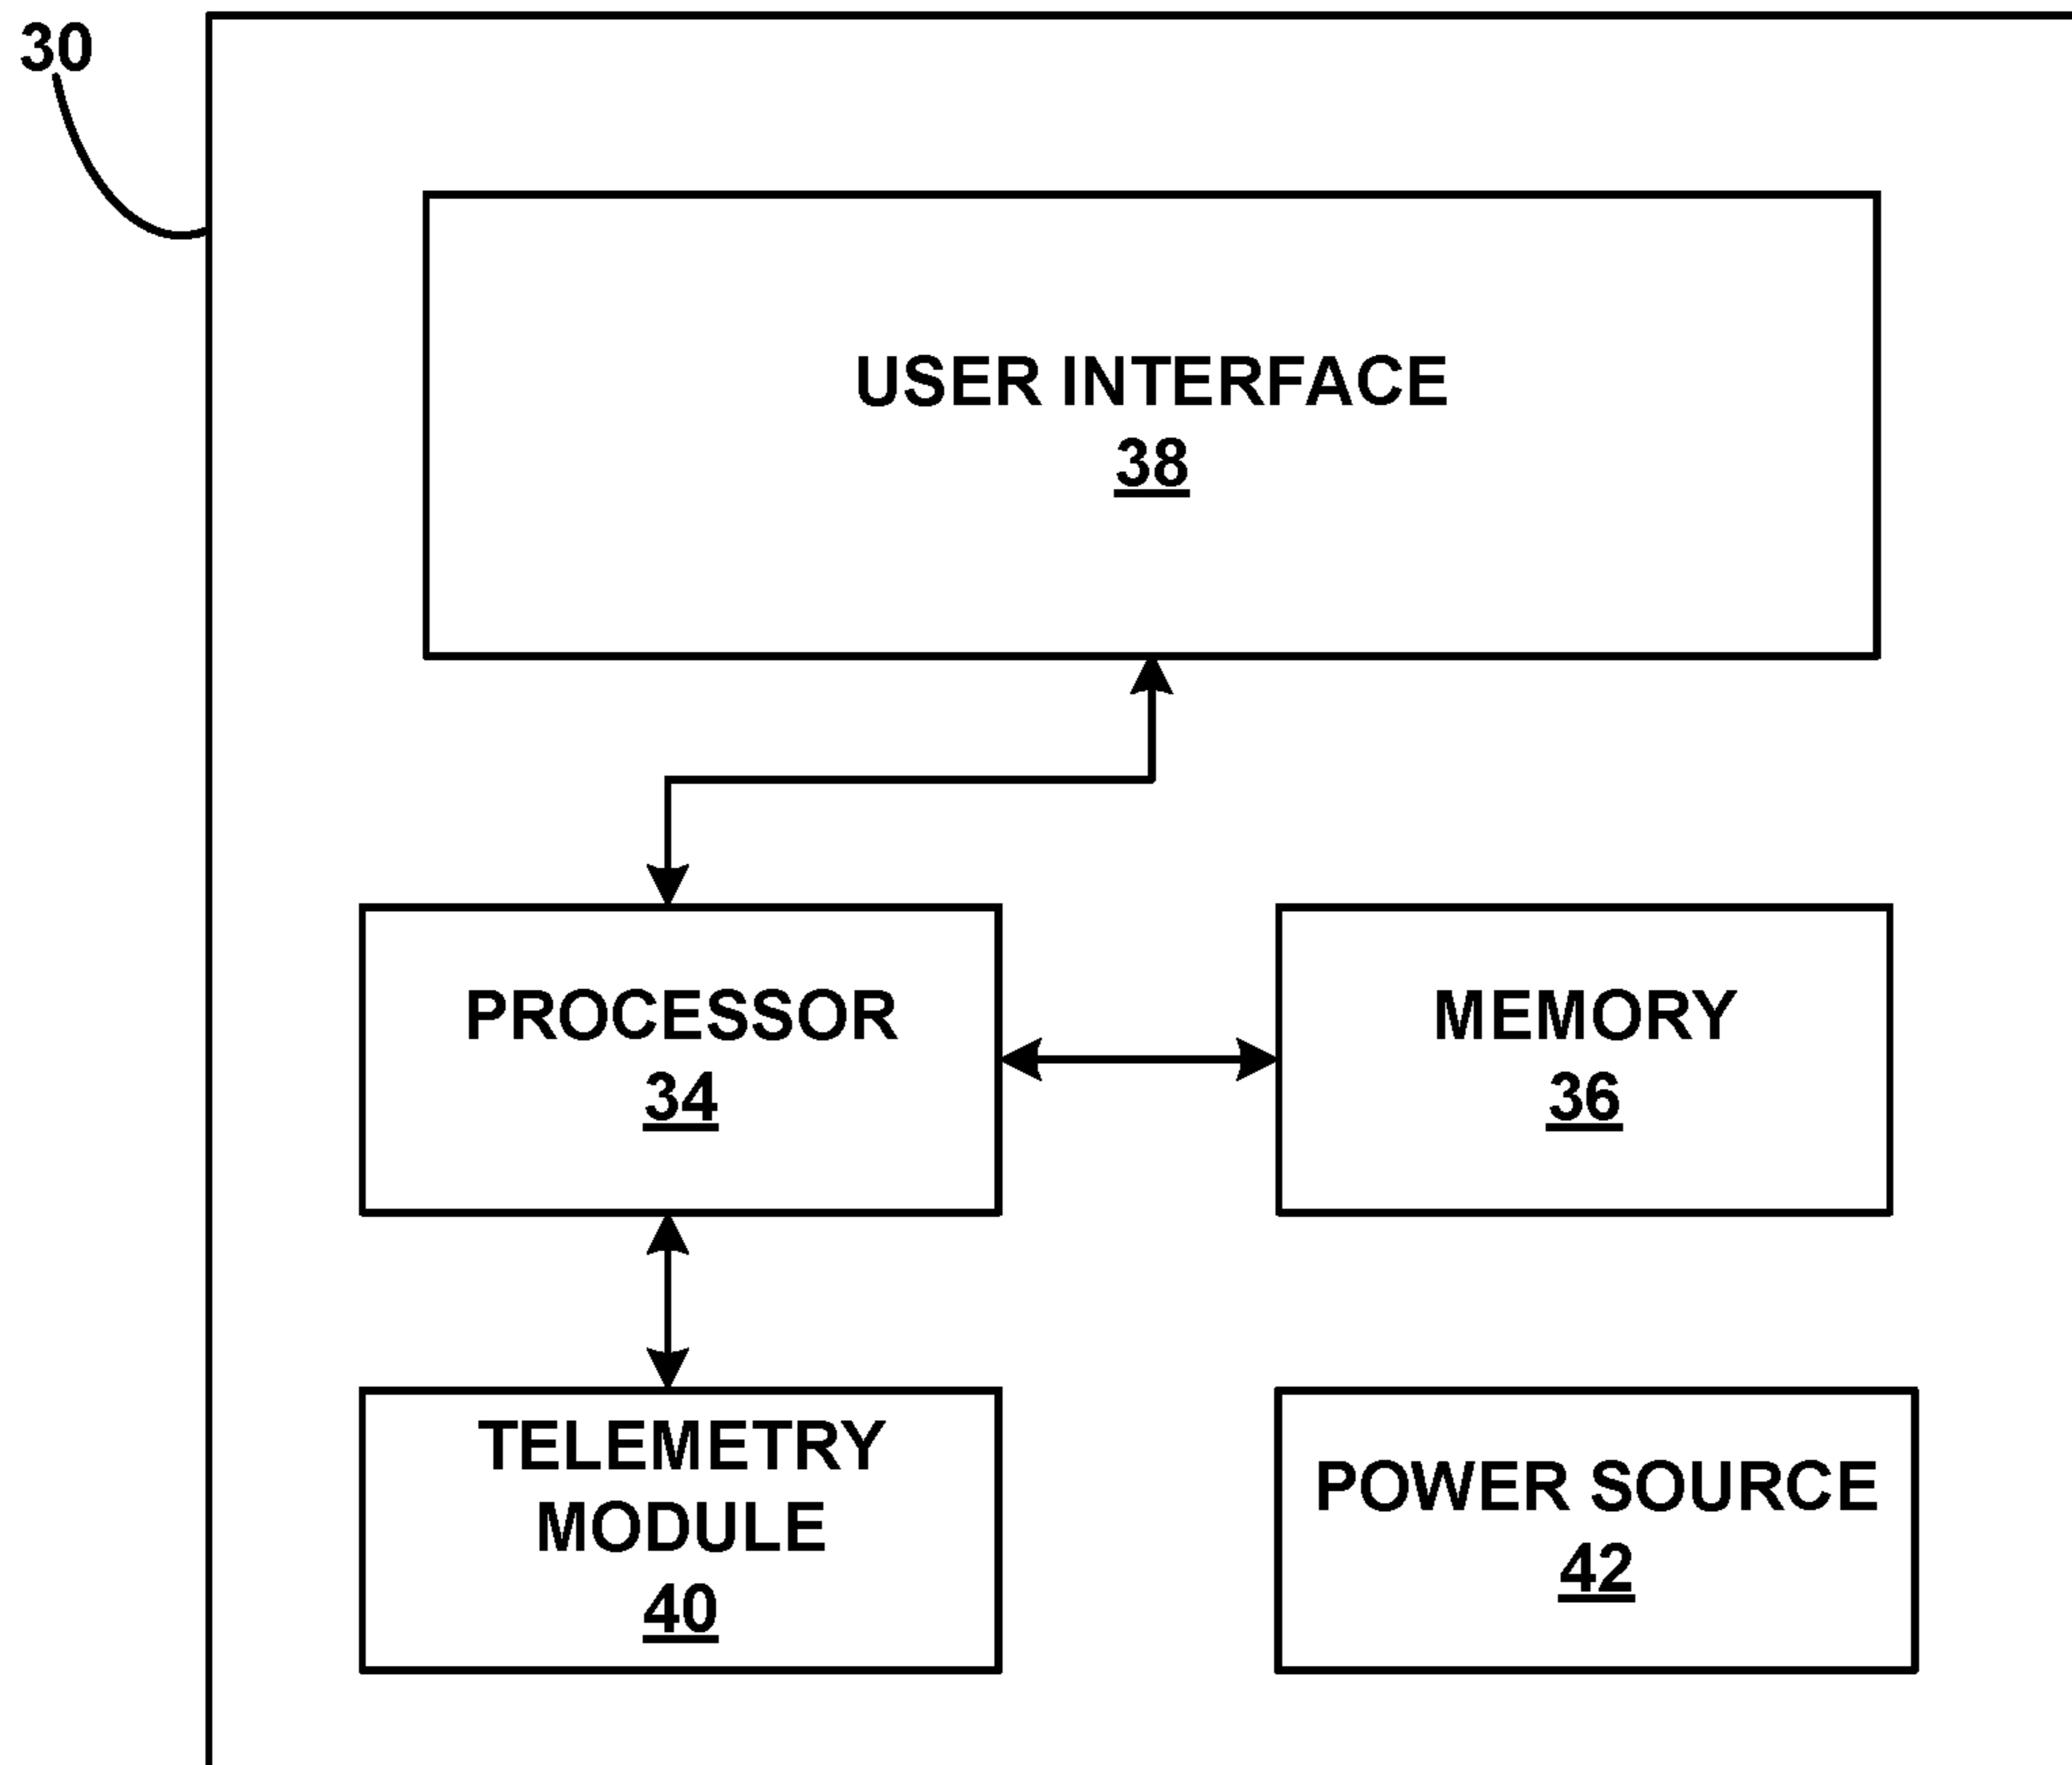 30
USER INTERFACE
38
PROCESSOR
34
MEMORY
36
TELEMETRY
MODULE
40
POWER SOURCE
42